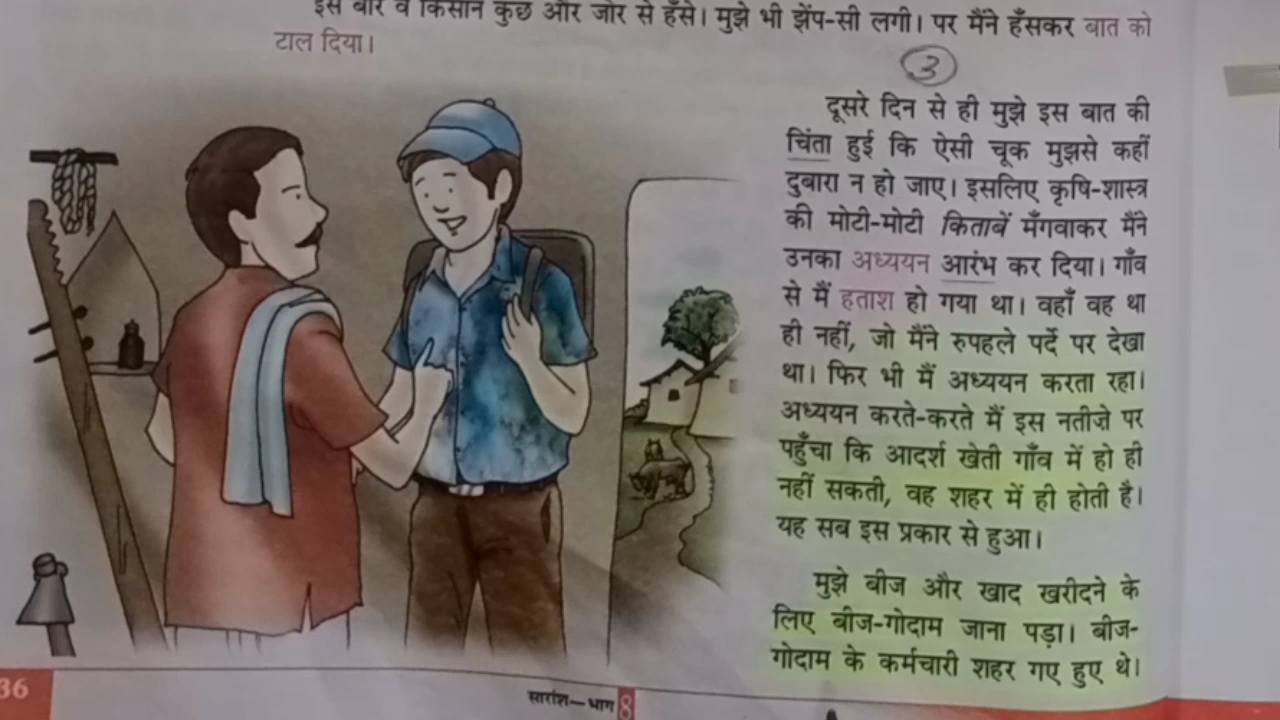 इस बार वे किसान कुछ और जोर से हँसे। मुझे भी झेंप-सी लगी। पर मैंने हँसकर बात को
टाल दिया।
3
दूसरे दिन से ही मुझे इस बात की
चिंता हुई कि ऐसी चूक मुझसे कहीं
दुबारा न हो जाए। इसलिए कृषि-शास्त्र
की मोटी-मोटी किताबें मँगवाकर मैंने
उनका अध्ययन आरंभ कर दिया। गाँव
से मैं हताश हो गया था। वहाँ वह था
ही नहीं, जो मैंने रुपहले पर्दे पर देखा
था। फिर भी मैं अध्ययन करता रहा।
अध्ययन करते-करते मैं इस नतीज़े पर
पहुँचा कि आदर्श खेती गाँव में हो ही
नहीं सकती, वह शहर में ही होती है।
यह सब इस प्रकार से हुआ।
मुझे बीज और खाद खरीदने के
लिए बीज-गोदाम जाना पड़ा। बीज-
गोदाम के कर्मचारी शहर गए हुए थे।
36
सारांश—भाग 8